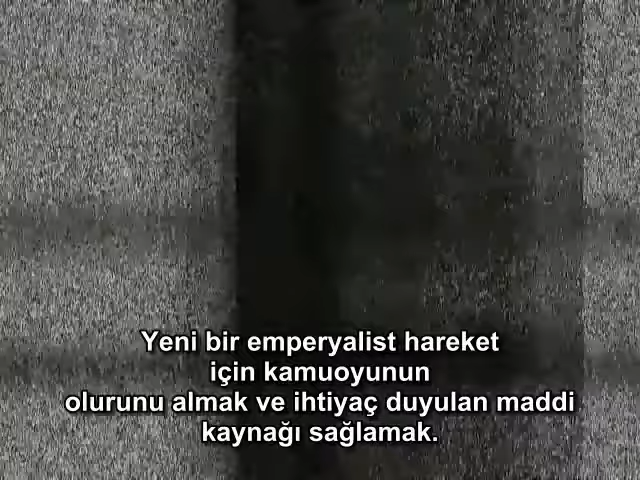 Yeni bir emperyalist hareket
için kamuoyunun
olurunu almak ve ihtiyaç duyulan maddi
kaynağı sağlamak.